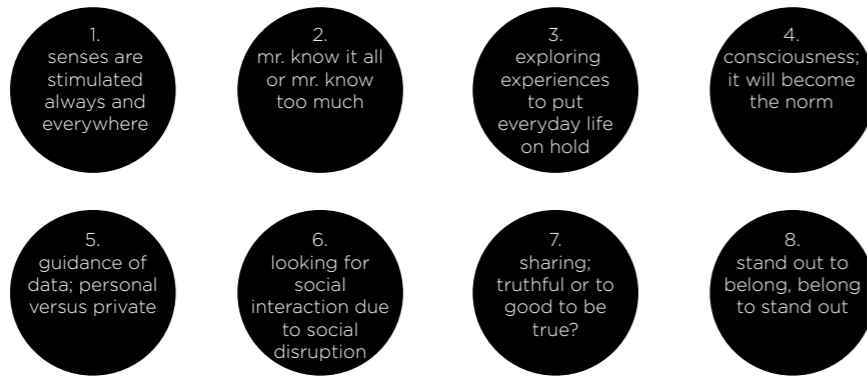 1.
senses are
stimulated
always and
everywhere
2.
mr. know it all
or mr. know
too much
3.
exploring
experiences
to put
everyday life
on hold
4.
consciousness;
it will become
the norm
5.
guidance of
data; personal
versus private
6.
looking for
social
interaction due
to social
disruption
7.
sharing;
truthful or to
good to be
true?
8.
stand out to
belong, belong
to stand out